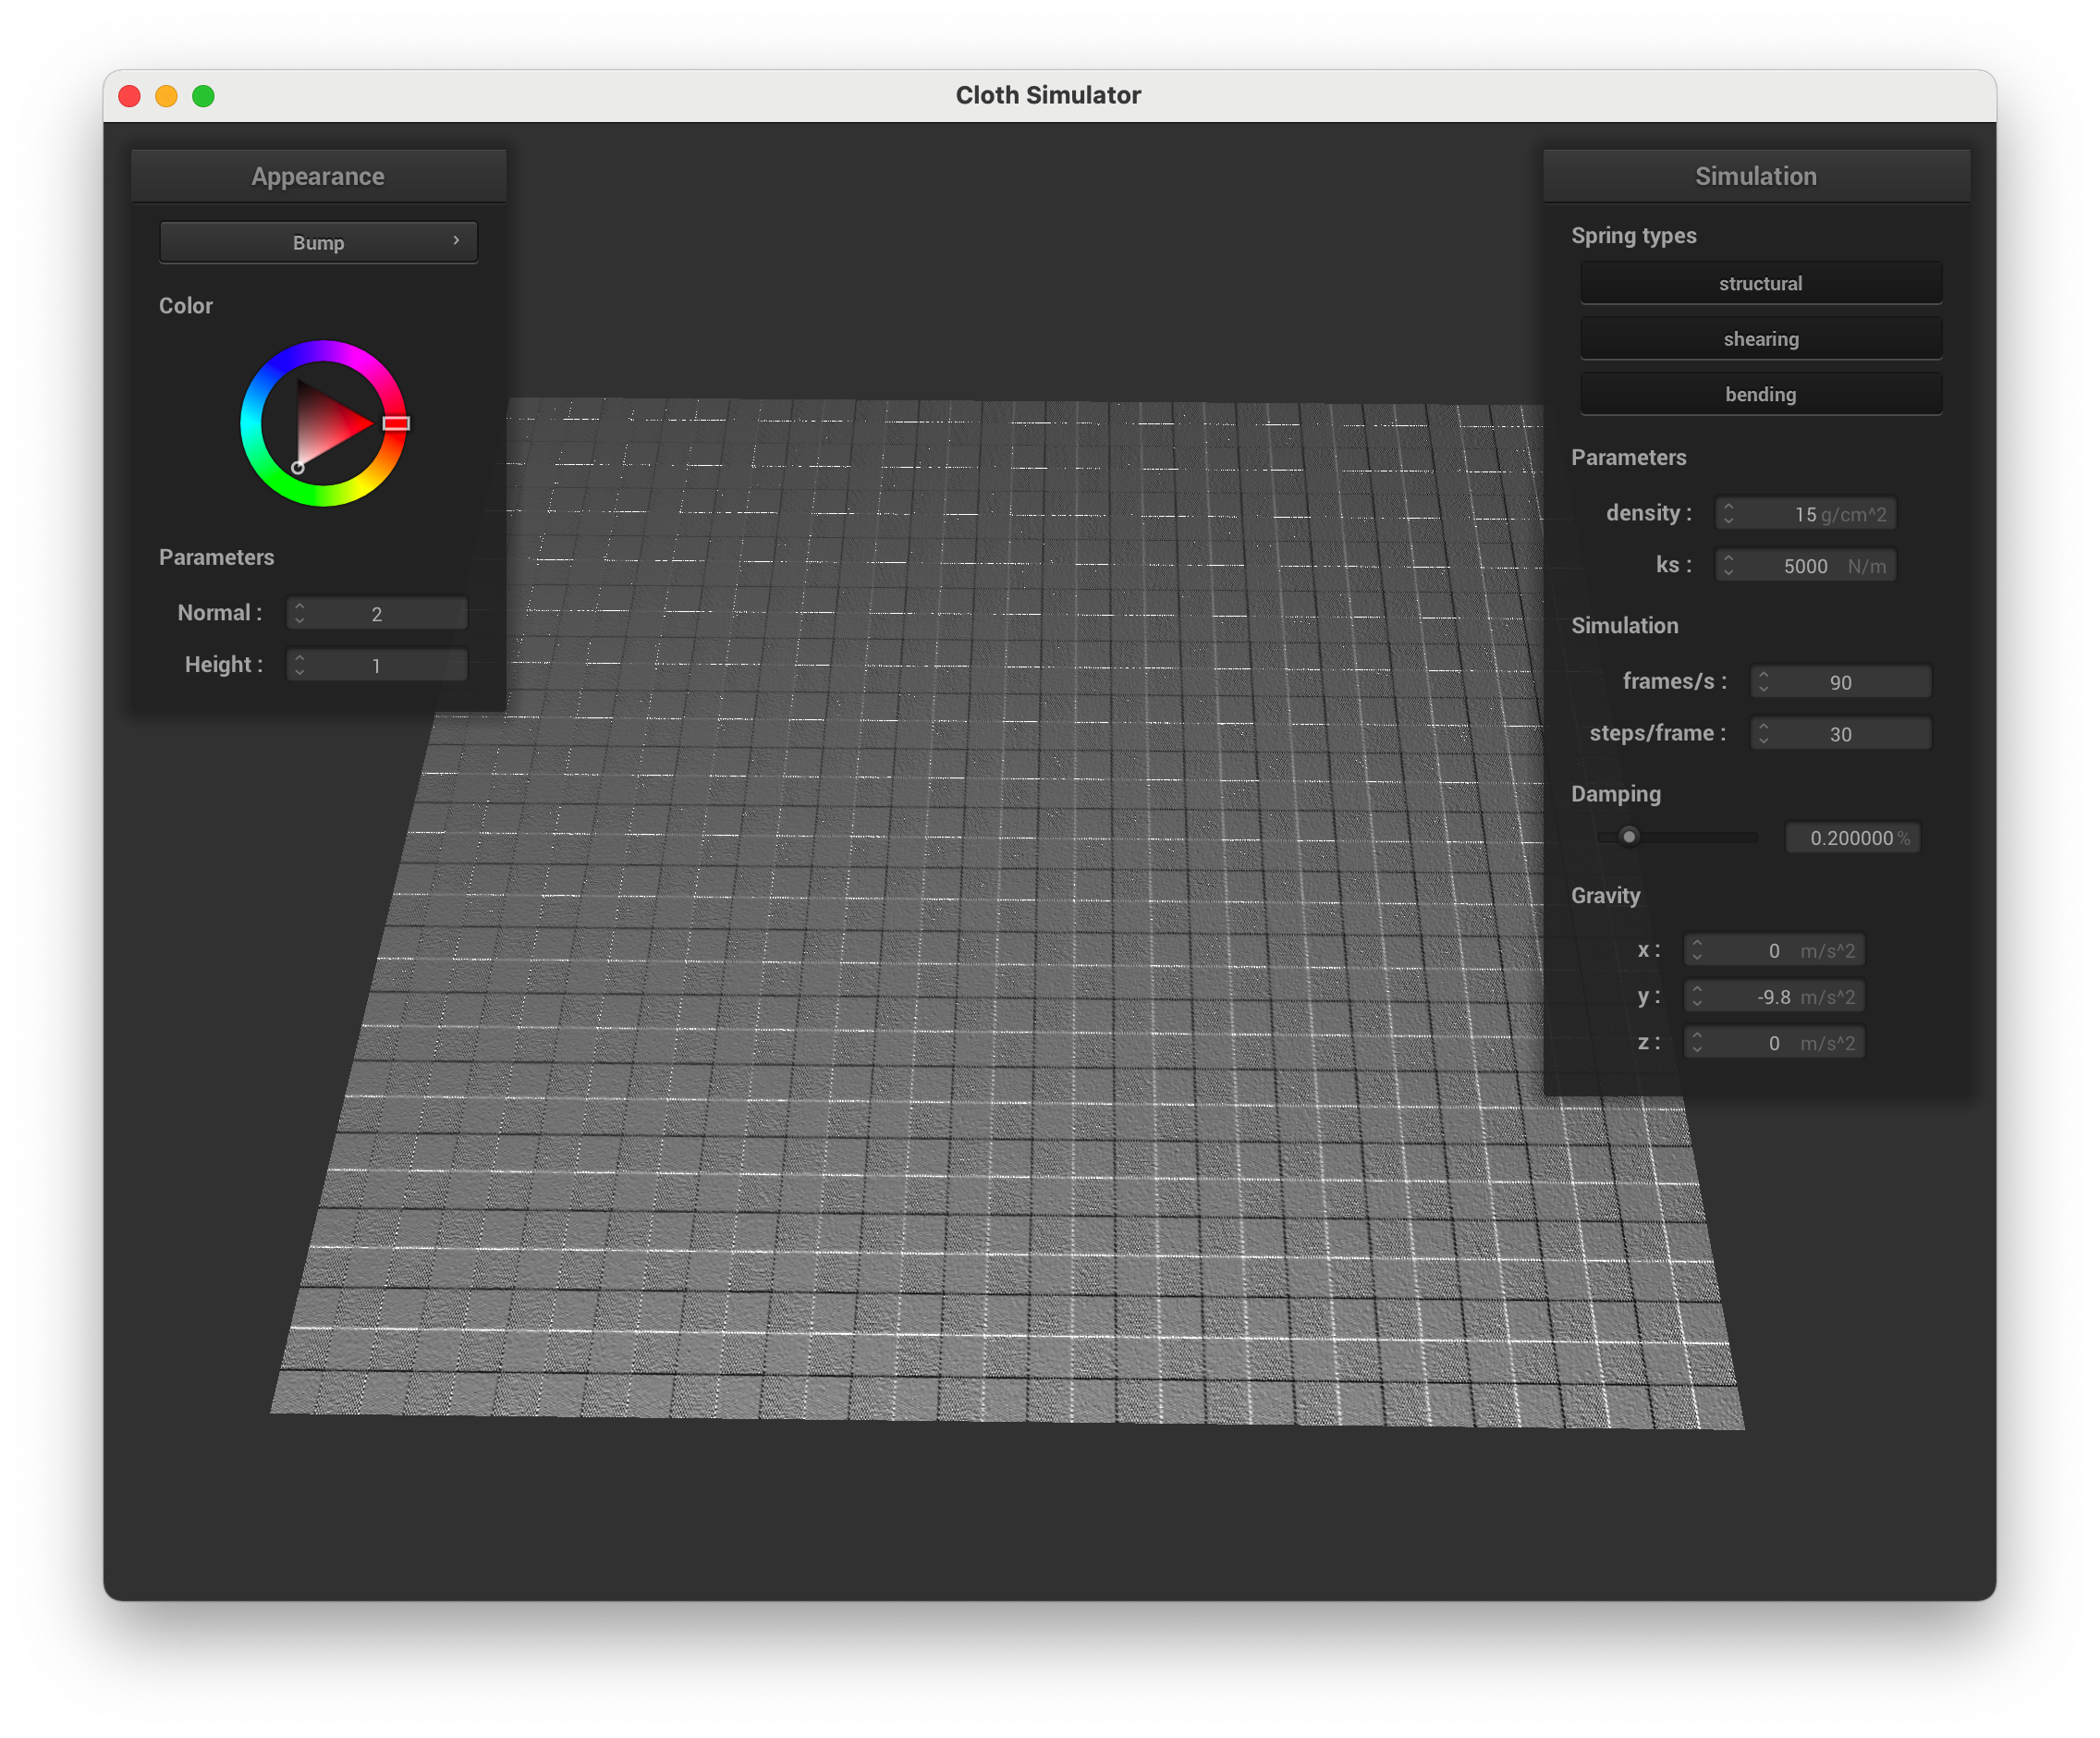 Cloth Simulator
Appearance
Bump
Color
Parameters
Normal : 2
Height : 1
Simulation
Spring types
structural
shearing
bending
Parameters
density : 15 g/cm^2
ks : 5000 N/m
Simulation
frames/s : 90
steps/frame : 30
Damping
0.200000 %
Gravity
x : 0 m/s^2
y : -9.8 m/s^2
z : 0 m/s^2